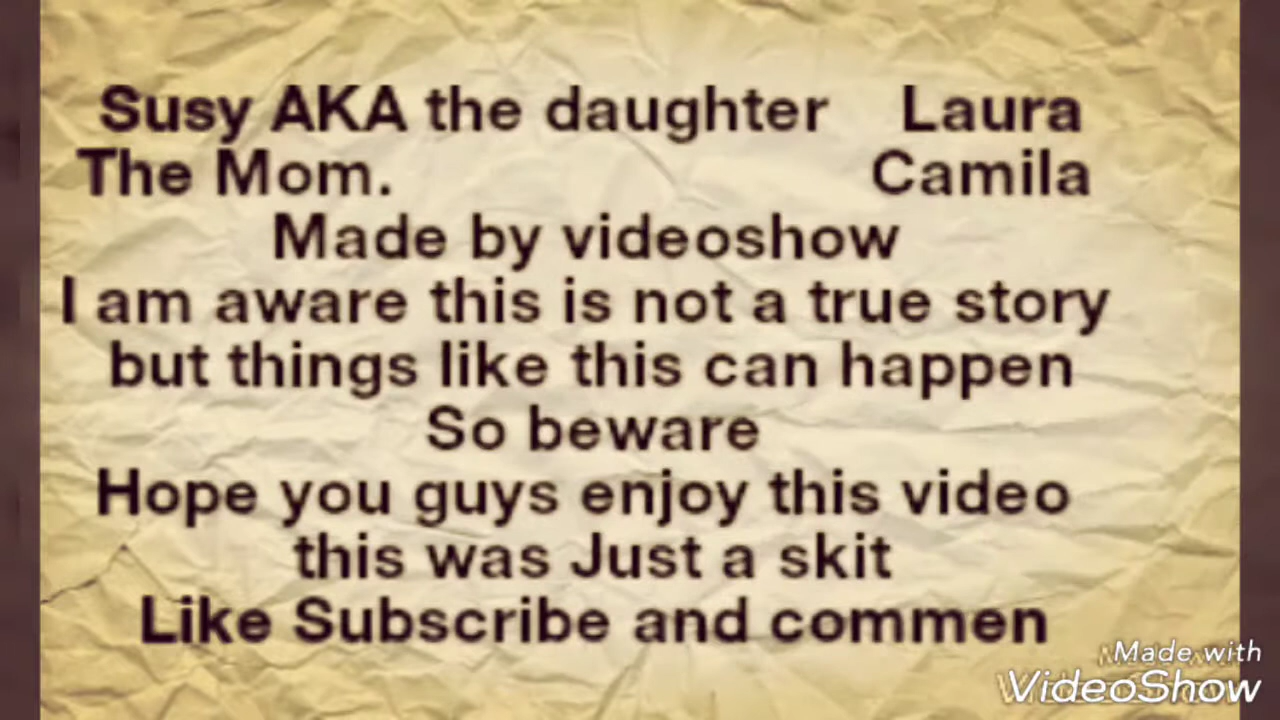 Susy AKA the daughter Laura
The Mom. Camila
Made by videoshow
I am aware this is not a true story
but things like this can happen
So beware
Hope you guys enjoy this video
this was Just a skit
Like Subscribe and commen
Made with
VideoShow